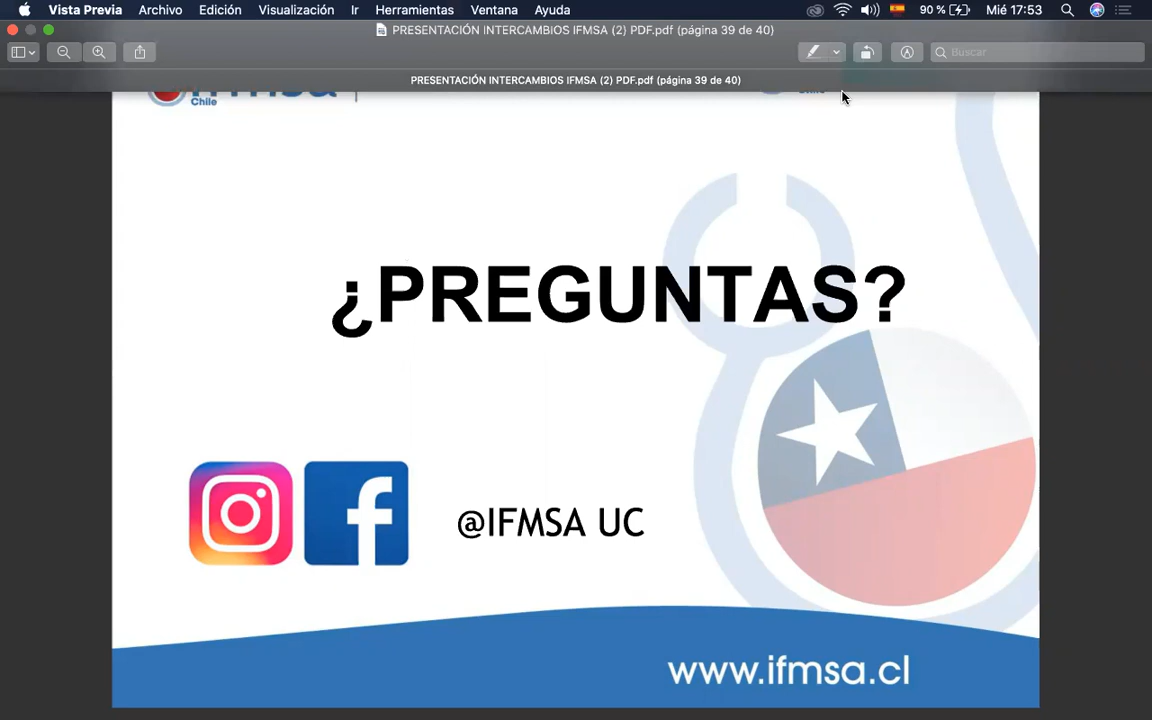 Vista Previa Archivo Edición Visualización Ir Herramientas Ventana Ayuda 90 % Mié 17:53
PRESENTACIÓN INTERCAMBIOS IFMSA (2) PDF.pdf (página 39 de 40)
Buscar
PRESENTACIÓN INTERCAMBIOS IFMSA (2) PDF.pdf (página 39 de 40)
ifmsa
Chile
¿PREGUNTAS?
@IFMSA UC
www.ifmsa.cl